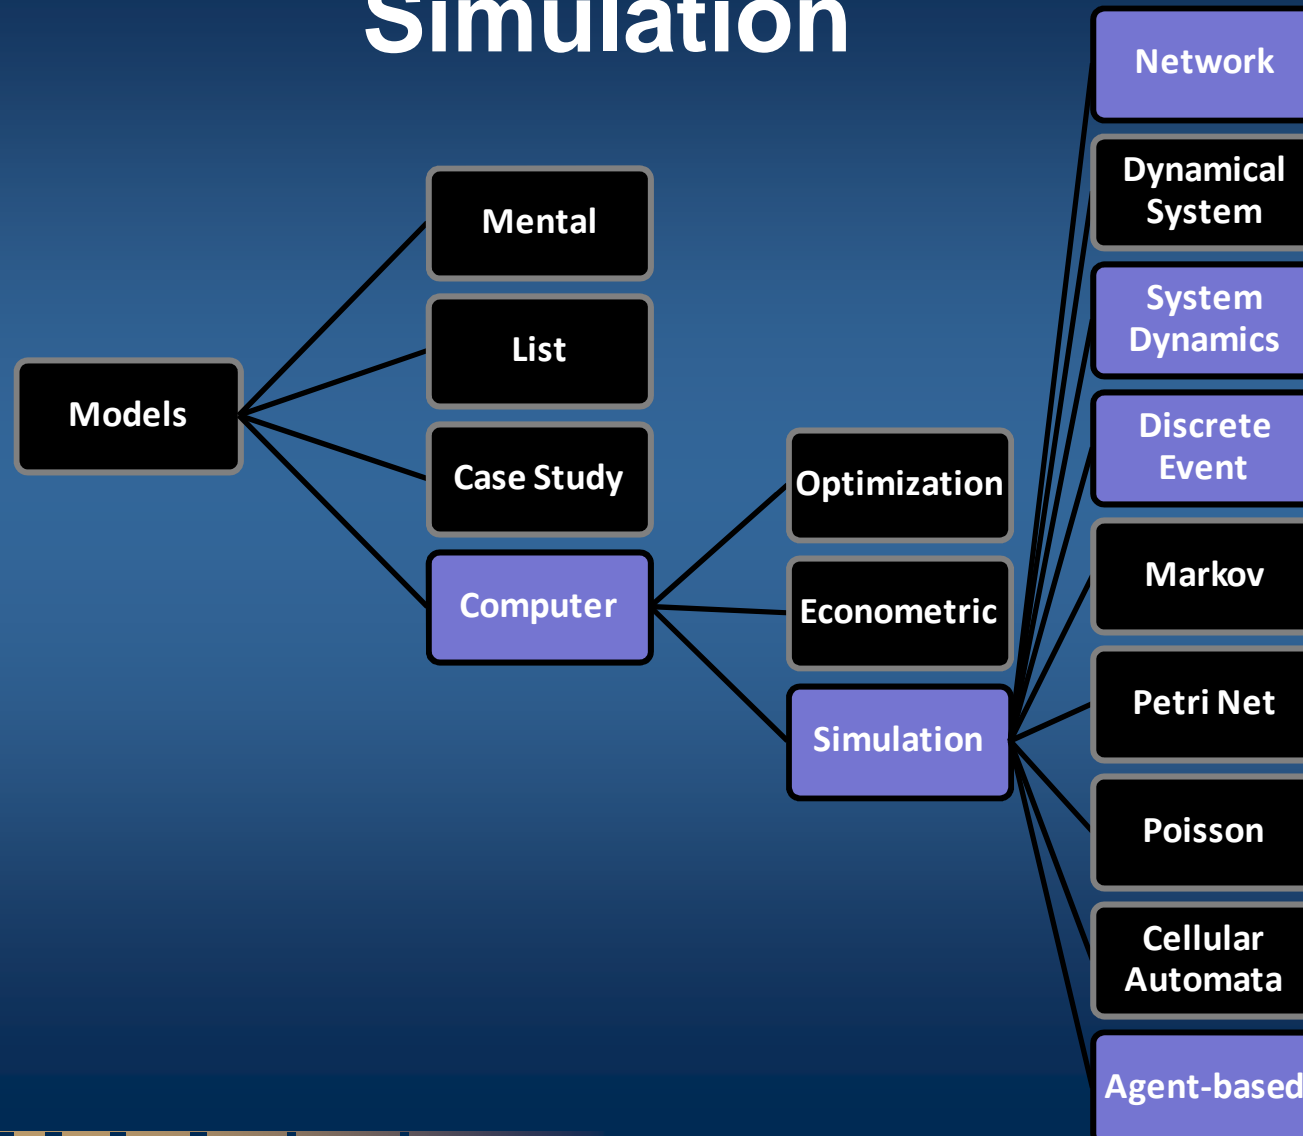 Simulation
Models
Mental
List
Case Study
Computer
Optimization
Econometric
Simulation
Network
Dynamical
System
System
Dynamics
Discrete
Event
Markov
Petri Net
Poisson
Cellular
Automata
Agent-based